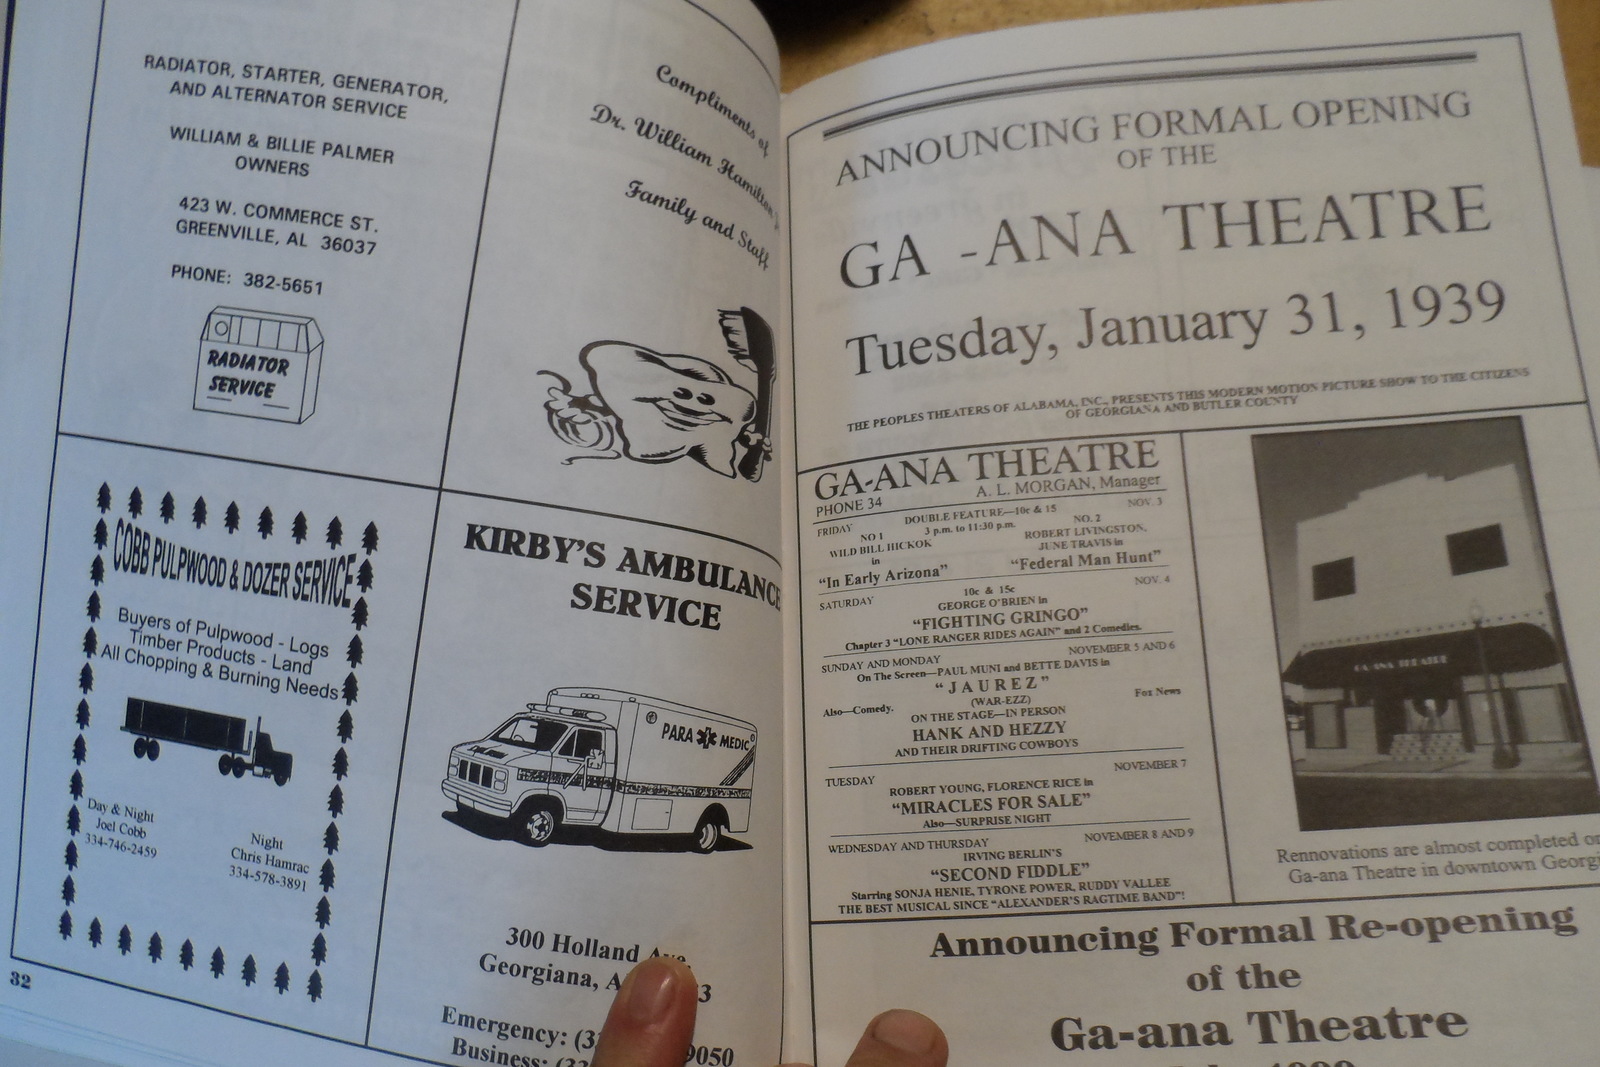 RADIATOR, STARTER, GENERATOR,
AND ALTERNATOR SERVICE
WILLIAM & BILLIE PALMER
OWNERS
423 W. COMMERCE ST.
GREENVILLE, AL 36037
PHONE: 382-5651
RADIATOR
SERVICE
Compliments of
Dr. William Hamilton
Family and Staff
COBB PULPWOOD & DOZER SERVICE
Buyers of Pulpwood - Logs
Timber Products - Land
All Chopping & Burning Needs
Day & Night
Joel Cobb
334-746-2459
Night
Chris Hamrac
334-578-3891
32
KIRBY'S AMBULANCE
SERVICE
PARA MEDIC
300 Holland Ave.
Georgiana,
Emergency:
9050
Business:
ANNOUNCING FORMAL OPENING
OF THE
GA -ANA THEATRE
Tuesday, January 31, 1939
THE PEOPLES THEATERS OF ALABAMA, INC., PRESENTS THIS MODERN MOTION PICTURE SHOW TO THE CITIZENS
OF GEORGIANA AND BUTLER COUNTY
GA-ANA THEATRE
PHONE 34 A. L. MORGAN, Manager
FRIDAY DOUBLE FEATURE—10c & 15 NOV. 3
3 p.m. to 11:30 p.m.
NO 1
WILD BILL HICKOK
in
"In Early Arizona"
NO. 2
ROBERT LIVINGSTON,
JUNE TRAVIS in
"Federal Man Hunt"
SATURDAY 10c & 15c NOV. 4
GEORGE O'BRIEN in
"FIGHTING GRINGO"
Chapter 3 "LONE RANGER RIDES AGAIN" and 2 Comedies.
SUNDAY AND MONDAY NOVEMBER 5 AND 6
On The Screen—PAUL MUNI and BETTE DAVIS in
"JAUREZ"
(WAR-EZZ)
Also—Comedy. Fox News
ON THE STAGE—IN PERSON
HANK AND HEZZY
AND THEIR DRIFTING COWBOYS
TUESDAY NOVEMBER 7
ROBERT YOUNG, FLORENCE RICE in
"MIRACLES FOR SALE"
Also—SURPRISE NIGHT
WEDNESDAY AND THURSDAY NOVEMBER 8 AND 9
IRVING BERLIN'S
"SECOND FIDDLE"
Starring SONJA HENIE, TYRONE POWER, RUDDY VALLEE
THE BEST MUSICAL SINCE "ALEXANDER'S RAGTIME BAND"!
GA-ANA THEATRE
Rennovations are almost completed on
Ga-ana Theatre in downtown Georgi
Announcing Formal Re-opening
of the
Ga-ana Theatre